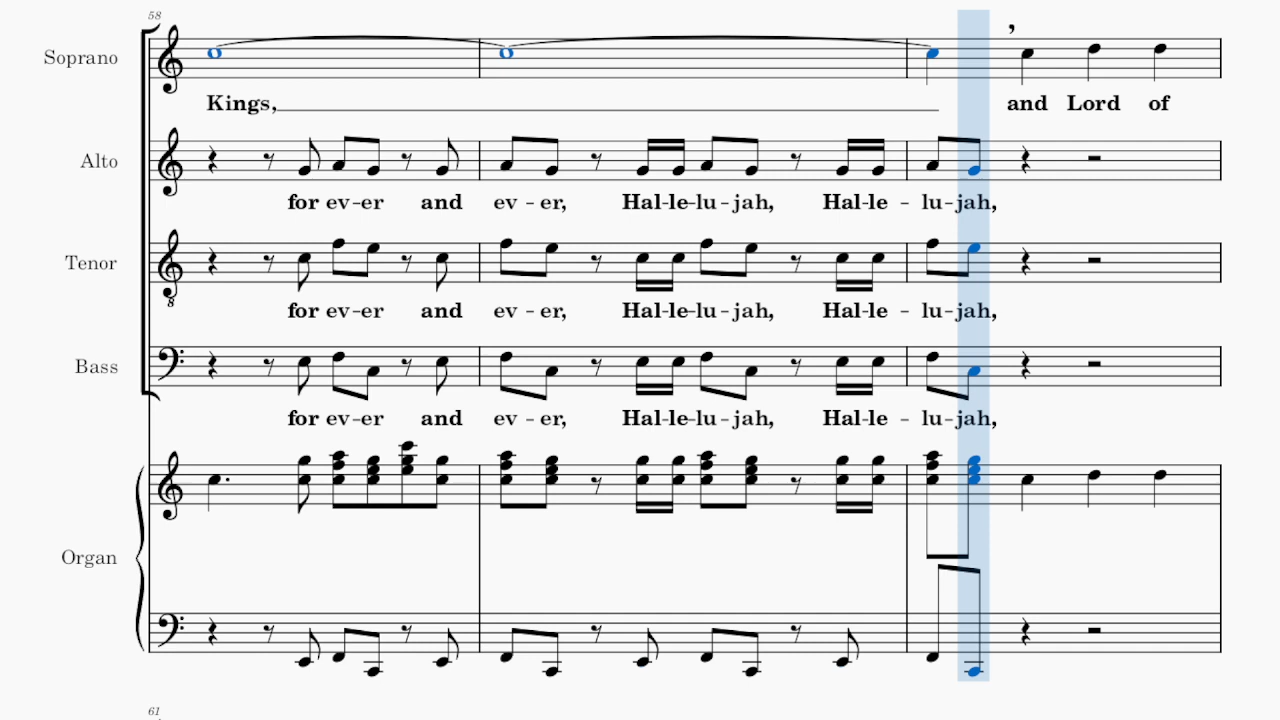 58
Soprano
Kings, and Lord of
Alto
for ev-er and ev - er, Hal-le-lu-jah, Hal-le - lu-jah,
Tenor
for ev-er and ev - er, Hal-le-lu-jah, Hal-le - lu-jah,
8
Bass
for ev-er and ev - er, Hal-le-lu-jah, Hal-le - lu-jah,
Organ
61